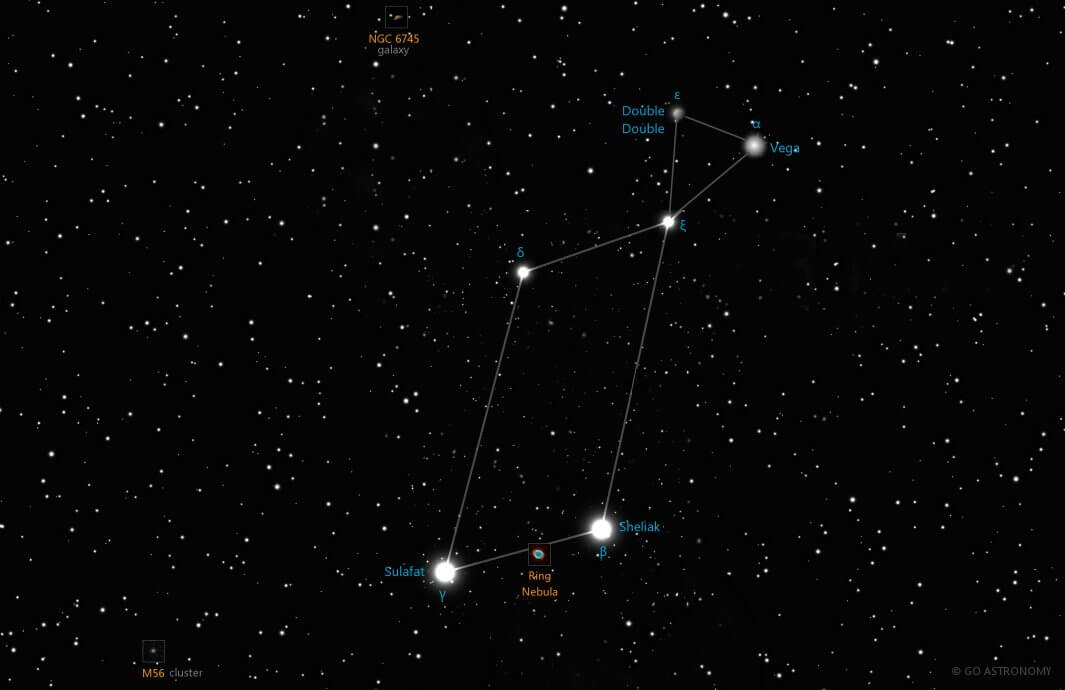 NGC 6745
galaxy
ε
Double
Double
α
Vega
ξ
δ
Sheliak
β
Sulafat
γ
Ring
Nebula
M56 cluster
© GO ASTRONOMY